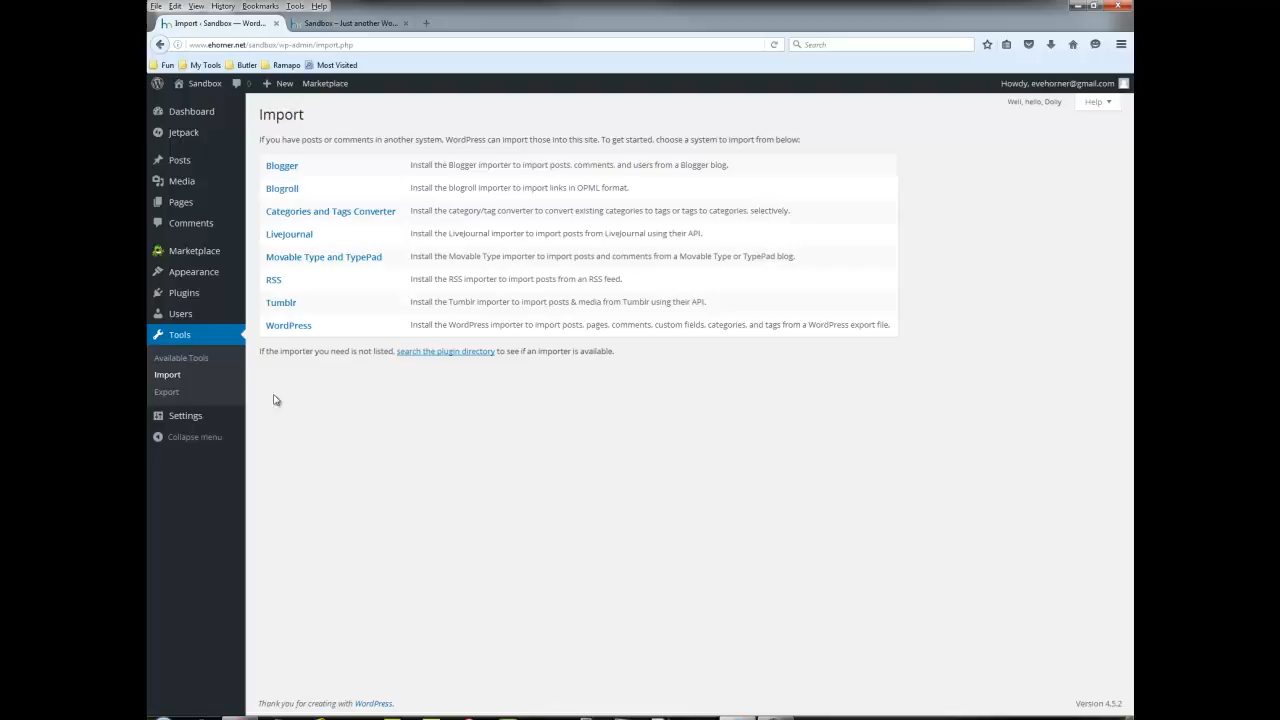 File Edit View History Bookmarks Tools Help
Import ‹ Sandbox — Word... × Sandbox – Just another Wo... × +
www.ehorner.net/sandbox/wp-admin/import.php Search
Fun My Tools Butler Ramapo Most Visited
Sandbox New Marketplace Howdy, evehorner@gmail.com
Well, hello, Dolly Help
Import
If you have posts or comments in another system, WordPress can import those into this site. To get started, choose a system to import from below:
Blogger Install the Blogger importer to import posts, comments, and users from a Blogger blog.
Blogroll Install the blogroll importer to import links in OPML format.
Categories and Tags Converter Install the category/tag converter to convert existing categories to tags or tags to categories, selectively.
LiveJournal Install the LiveJournal importer to import posts from LiveJournal using their API.
Movable Type and TypePad Install the Movable Type importer to import posts and comments from a Movable Type or TypePad blog.
RSS Install the RSS importer to import posts from an RSS feed.
Tumblr Install the Tumblr importer to import posts & media from Tumblr using their API.
WordPress Install the WordPress importer to import posts, pages, comments, custom fields, categories, and tags from a WordPress export file.
If the importer you need is not listed, search the plugin directory to see if an importer is available.
Dashboard
Jetpack
Posts
Media
Pages
Comments
Marketplace
Appearance
Plugins
Users
Tools
Available Tools
Import
Export
Settings
Collapse menu
Thank you for creating with WordPress. Version 4.5.2